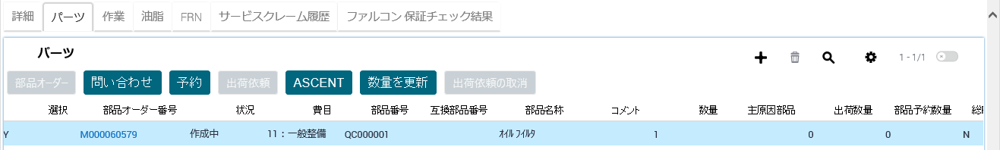 詳細 パーツ 作業 油脂 FRN サービスクレーム履歴 ファルコン 保証チェック結果
パーツ 1 - 1/1
部品オーダー 問い合わせ 予約 出荷依頼 ASCENT 数量を更新 出荷依頼の取消
選択 部品オーダー番号 状況 費目 部品番号 互換部品番号 部品名称 コメント 数量 主原因部品 出荷数量 部品予約数量
Y M000060579 作成中 11：一般整備 QC000001 ｵｲﾙ ﾌｨﾙﾀ 1 0 0 N